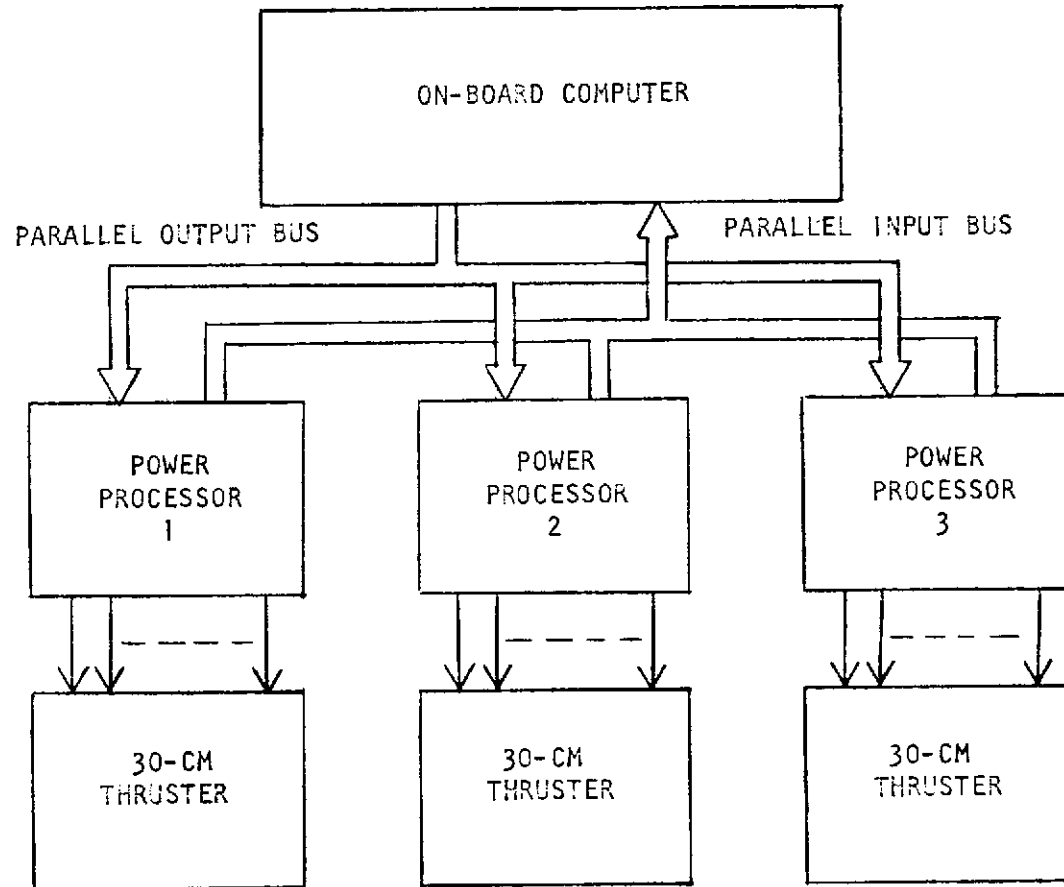 ON-BOARD COMPUTER
PARALLEL OUTPUT BUS
PARALLEL INPUT BUS
POWER
PROCESSOR
1
POWER
PROCESSOR
2
POWER
PROCESSOR
3
30-CM
THRUSTER
30-CM
THRUSTER
30-CM
THRUSTER